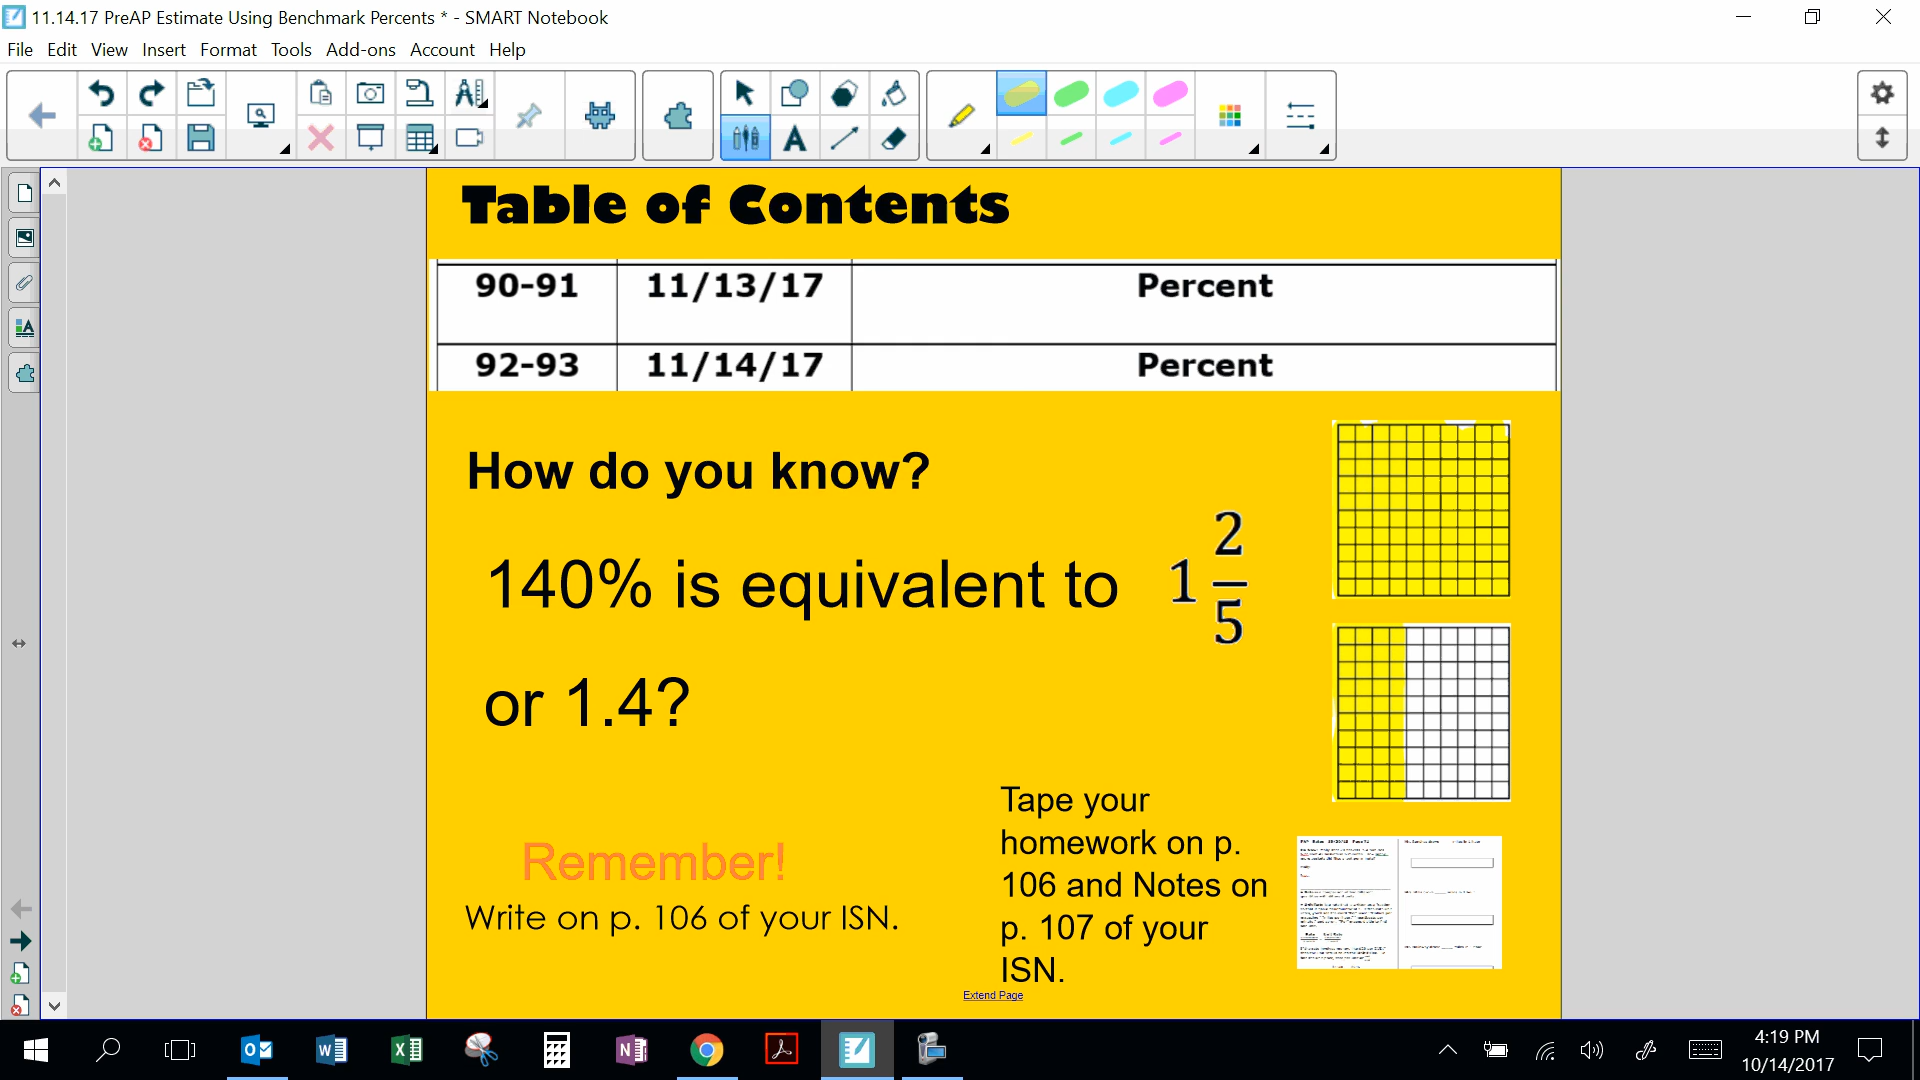 11.14.17 PreAP Estimate Using Benchmark Percents * - SMART Notebook
File Edit View Insert Format Tools Add-ons Account Help
Table of Contents
90-91 11/13/17 Percent
92-93 11/14/17 Percent
How do you know?
140% is equivalent to 1 2/5
or 1.4?
Remember!
Write on p. 106 of your ISN.
Tape your
homework on p.
106 and Notes on
p. 107 of your
ISN.
Extend Page
4:19 PM
10/14/2017